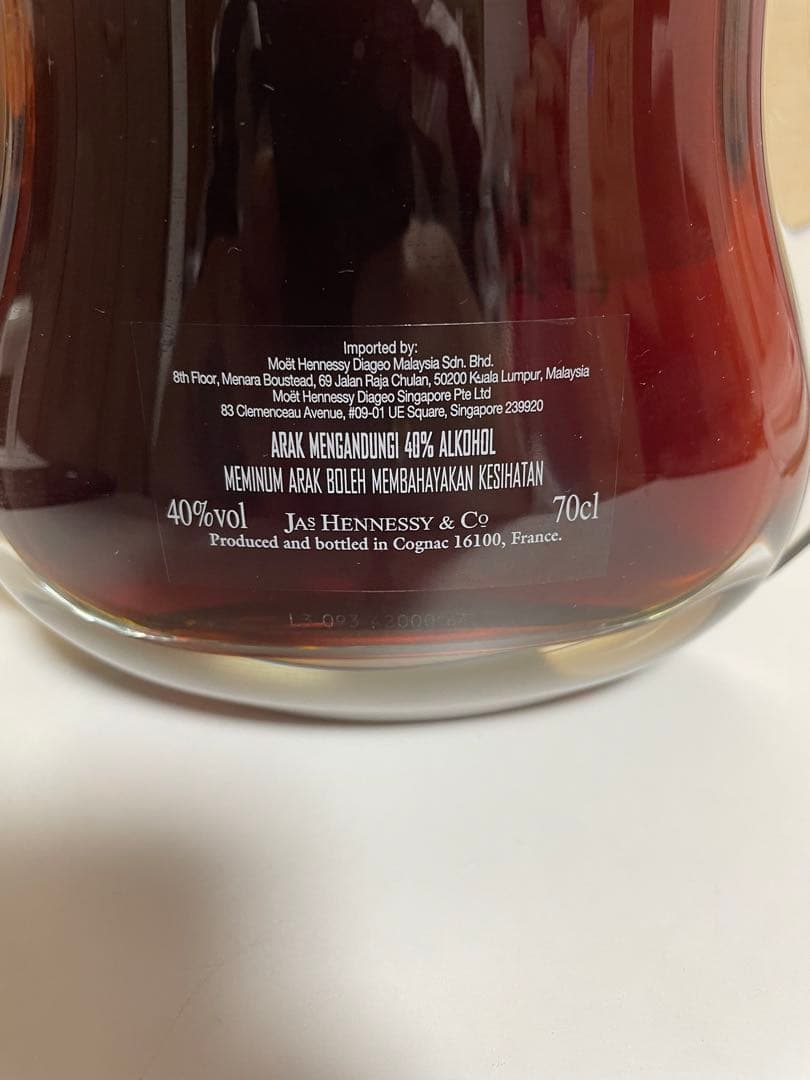 Imported by:
Moët Hennessy Diageo Malaysia Sdn. Bhd.
8th Floor, Menara Boustead, 69 Jalan Raja Chulan, 50200 Kuala Lumpur, Malaysia
Moët Hennessy Diageo Singapore Pte Ltd
83 Clemenceau Avenue, #09-01 UE Square, Singapore 239920
ARAK MENGANDUNGI 40% ALKOHOL
MEMINUM ARAK BOLEH MEMBAHAYAKAN KESIHATAN
40%vol JAS HENNESSY & Cº 70cl
Produced and bottled in Cognac 16100, France.
L3 093